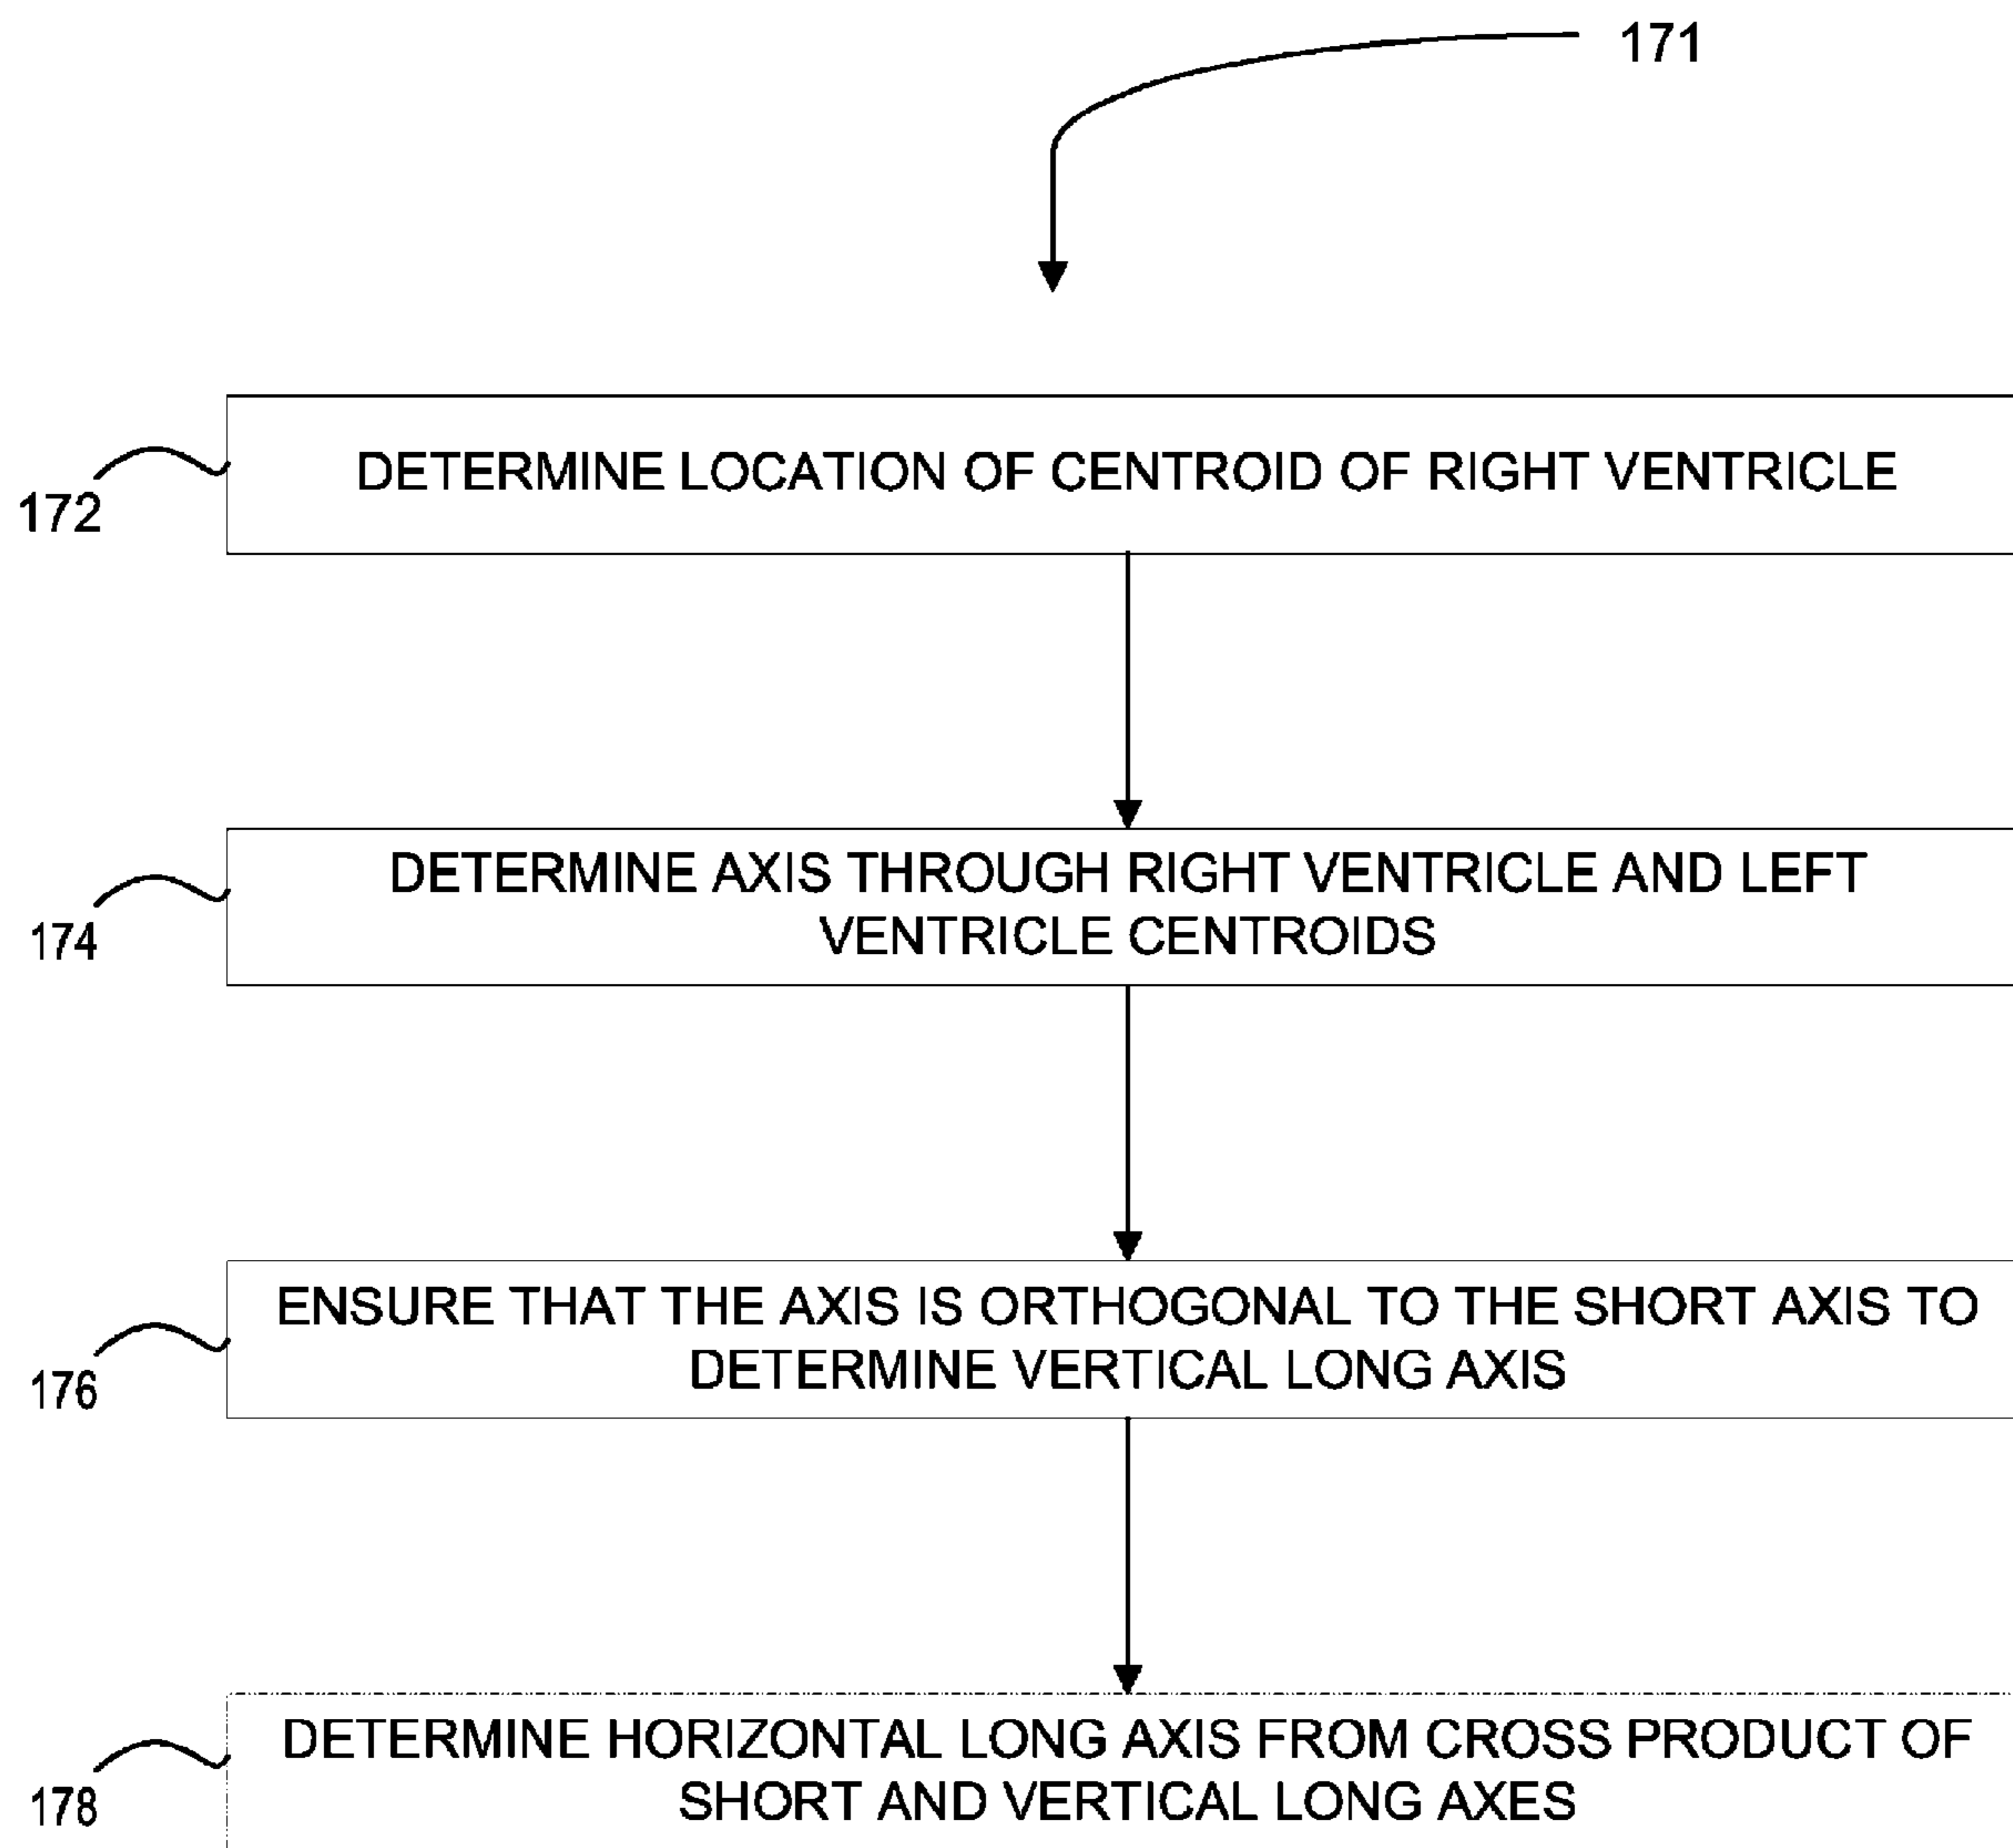 171
DETERMINE LOCATION OF CENTROID OF RIGHT VENTRICLE
172
DETERMINE AXIS THROUGH RIGHT VENTRICLE AND LEFT
VENTRICLE CENTROIDS
174
ENSURE THAT THE AXIS IS ORTHOGONAL TO THE SHORT AXIS TO
DETERMINE VERTICAL LONG AXIS
176
DETERMINE HORIZONTAL LONG AXIS FROM CROSS PRODUCT OF
SHORT AND VERTICAL LONG AXES
178